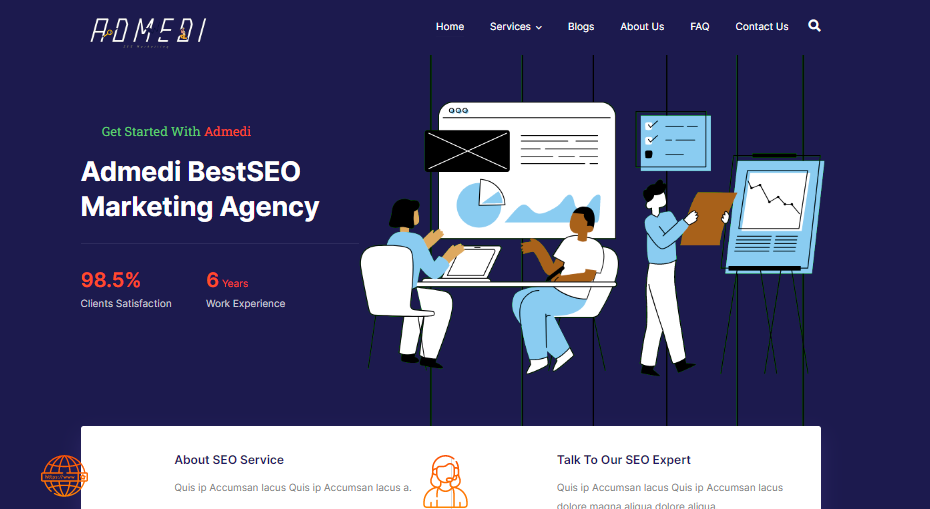 ADMEDI
SEO Marketing
Home Services Blogs About Us FAQ Contact Us
Get Started With Admedi
Admedi BestSEO
Marketing Agency
98.5%
Clients Satisfaction
6 Years
Work Experience
About SEO Service
Quis ip Accumsan lacus Quis ip Accumsan lacus a.
Talk To Our SEO Expert
Quis ip Accumsan lacus Quis ip Accumsan lacus
dolore magna aliqua dolore aliqua